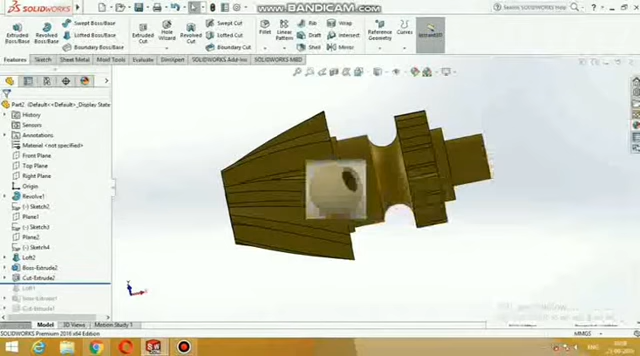 SOLIDWORKS
www.BANDICAM.com
Search SOLIDWORKS Help
Extruded Boss/Base
Revolved Boss/Base
Swept Boss/Base
Lofted Boss/Base
Boundary Boss/Base
Extruded Cut
Hole Wizard
Revolved Cut
Swept Cut
Lofted Cut
Boundary Cut
Fillet
Linear Pattern
Rib
Draft
Shell
Wrap
Intersect
Mirror
Reference Geometry
Curves
Instant3D
Features
Sketch
Sheet Metal
Mold Tools
Evaluate
DimXpert
SOLIDWORKS Add-Ins
SOLIDWORKS MBD
Part2 (Default<<Default>_Display State
History
Sensors
Annotations
Material <not specified>
Front Plane
Top Plane
Right Plane
Origin
Revolve1
(-) Sketch2
Plane1
(-) Sketch3
Plane2
(-) Sketch4
Loft2
Boss-Extrude2
Cut-Extrude2
Loft1
Cut-Extrude1
Model
3D Views
Motion Study 1
SOLIDWORKS Premium 2016 x64 Edition
MMGS
ENG